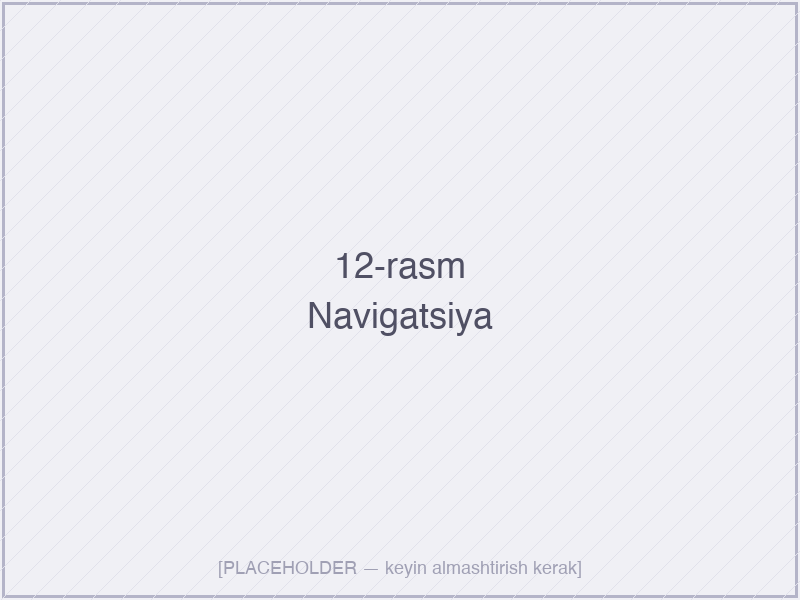 12-rasm
Navigatsiya
[PLACEHOLDER — keyin almashtirish kerak]